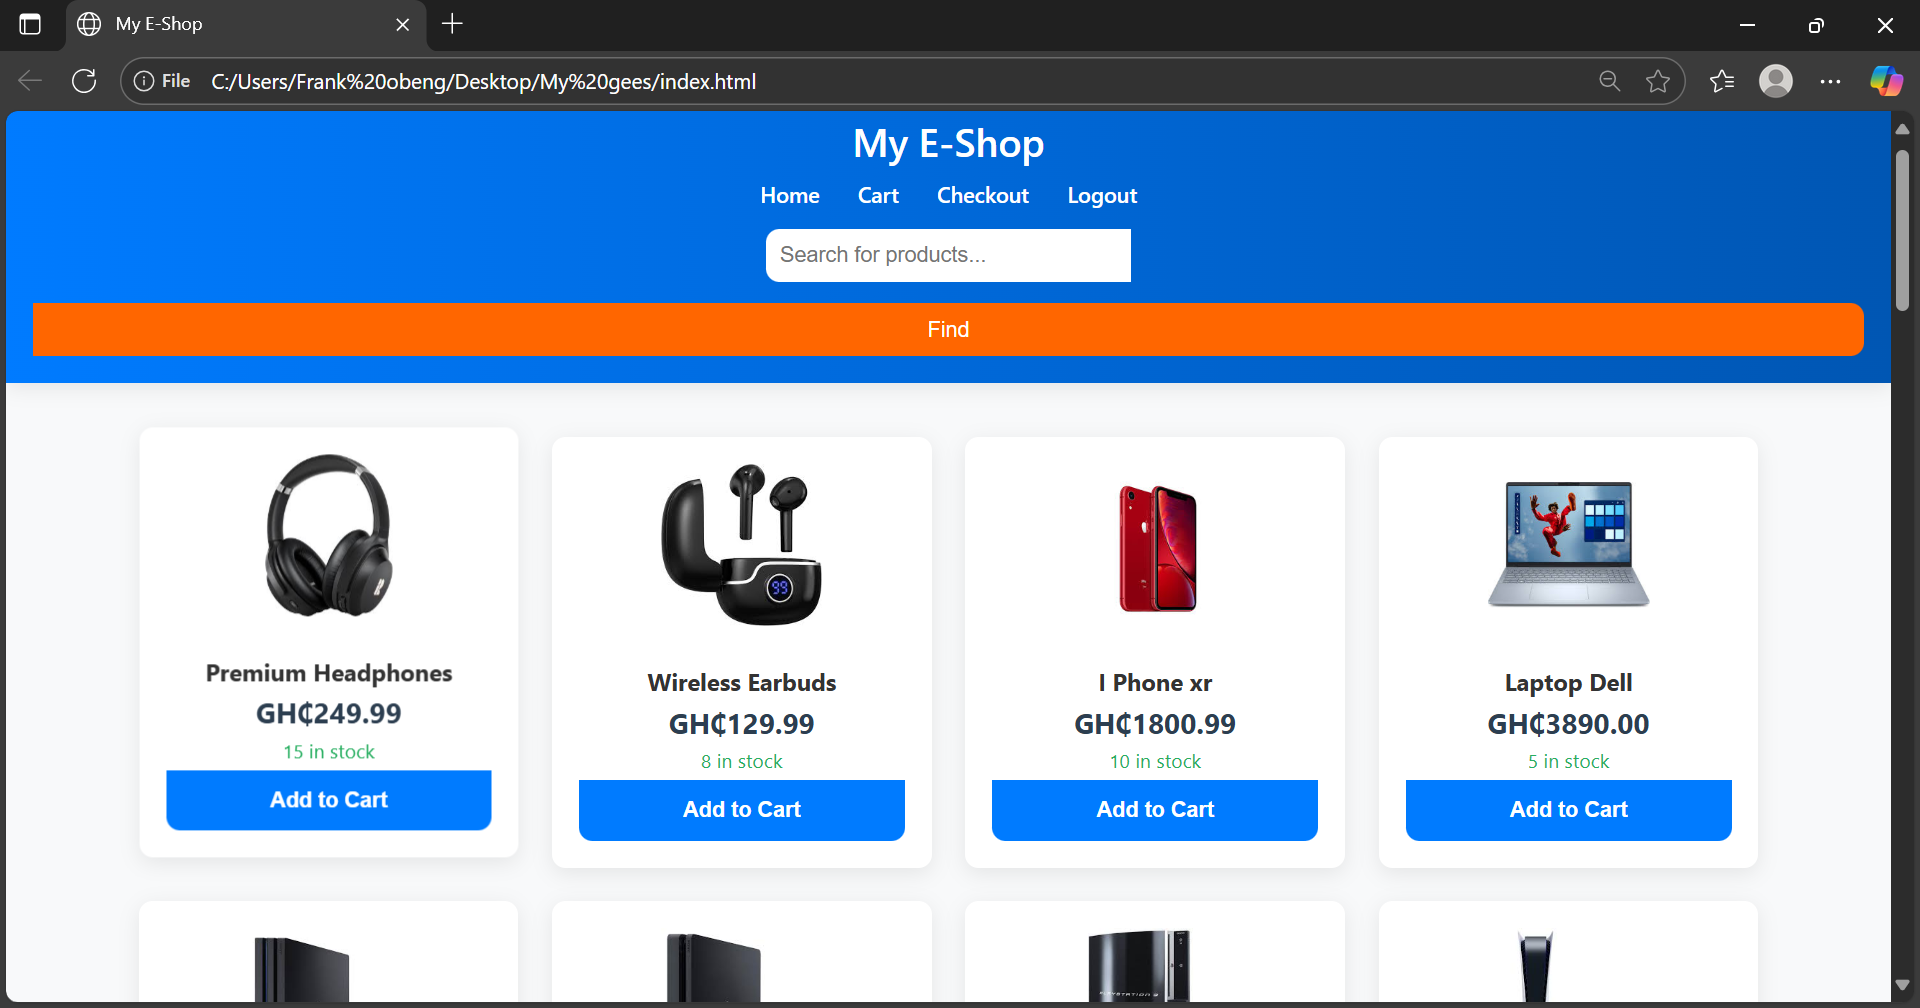 My E-Shop
File C:/Users/Frank%20obeng/Desktop/My%20gees/index.html
My E-Shop
Home Cart Checkout Logout
Search for products...
Find
99
Premium Headphones
GH₵249.99
15 in stock
Add to Cart
Wireless Earbuds
GH₵129.99
8 in stock
Add to Cart
I Phone xr
GH₵1800.99
10 in stock
Add to Cart
Laptop Dell
GH₵3890.00
5 in stock
Add to Cart
PLAYSTATION 3